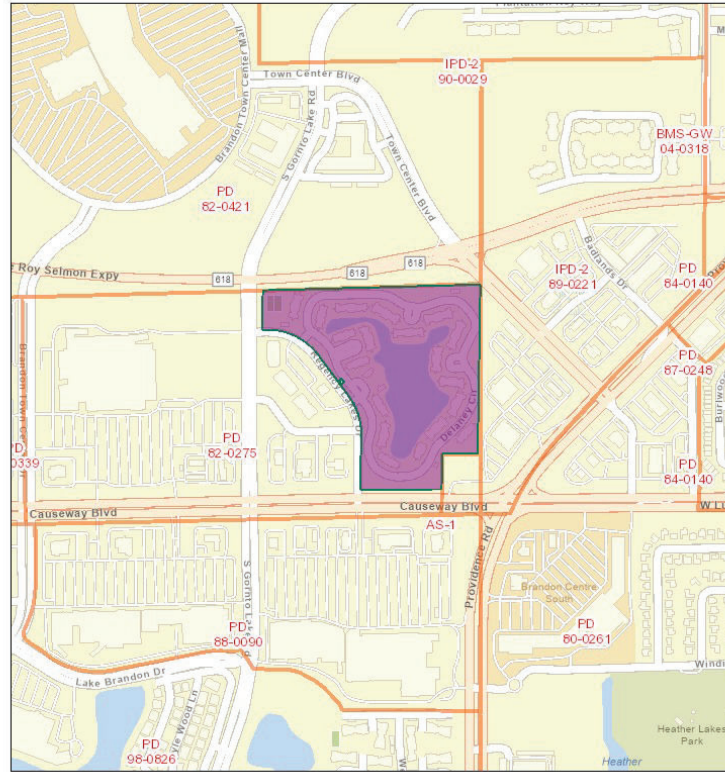 IPD-2
90-0029
M
Town Center Blvd
Brandon Town Center Mall
S Gornto Lake Rd
Town Center Blvd
BMS-GW
04-0318
PD
82-0421
Badlands Dr
Roy Selmon Expy
618
618
618
IPD-2
89-0221
PD
84-0140
Regency Lakes Dr
Delaney Cir
PD
87-0248
PD
82-0275
PD
84-0140
0339
Causeway Blvd
Causeway Blvd
W Lu
AS-1
Providence Rd
Brandon Centre
South
PD
88-0090
PD
80-0261
Lake Brandon Dr
Windi
PD
98-0826
Heather Lakes
Park
Heather